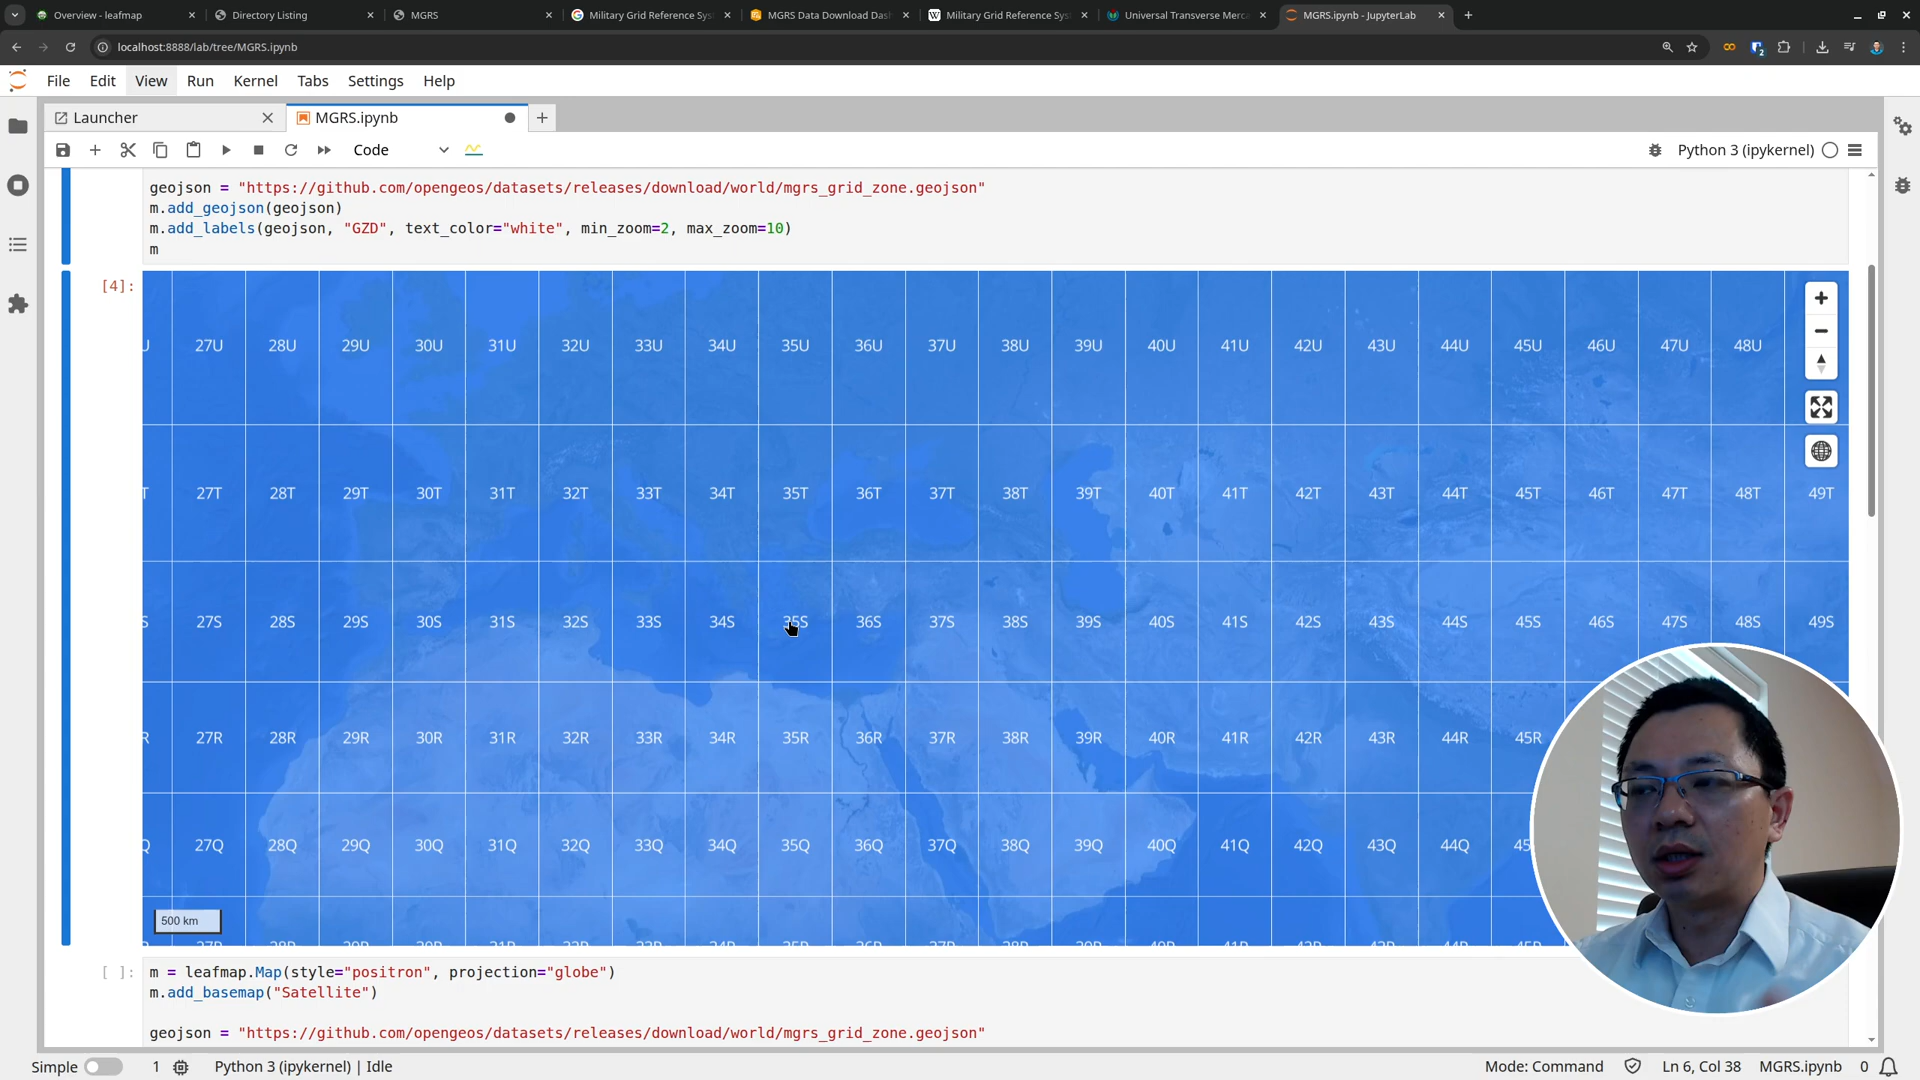 Overview - leafmap
Directory Listing
MGRS
Military Grid Reference Sys
MGRS Data Download Das
Military Grid Reference Sys
Universal Transverse Merca
MGRS.ipynb - JupyterLab
localhost:8888/lab/tree/MGRS.ipynb
File Edit View Run Kernel Tabs Settings Help
Launcher
MGRS.ipynb
Code
Python 3 (ipykernel)
geojson = "https://github.com/opengeos/datasets/releases/download/world/mgrs_grid_zone.geojson"
m.add_geojson(geojson)
m.add_labels(geojson, "GZD", text_color="white", min_zoom=2, max_zoom=10)
m
[4]:
U 27U 28U 29U 30U 31U 32U 33U 34U 35U 36U 37U 38U 39U 40U 41U 42U 43U 44U 45U 46U 47U 48U
T 27T 28T 29T 30T 31T 32T 33T 34T 35T 36T 37T 38T 39T 40T 41T 42T 43T 44T 45T 46T 47T 48T 49T
S 27S 28S 29S 30S 31S 32S 33S 34S 35S 36S 37S 38S 39S 40S 41S 42S 43S 44S 45S 46S 47S 48S 49S
R 27R 28R 29R 30R 31R 32R 33R 34R 35R 36R 37R 38R 39R 40R 41R 42R 43R 44R 45R
Q 27Q 28Q 29Q 30Q 31Q 32Q 33Q 34Q 35Q 36Q 37Q 38Q 39Q 40Q 41Q 42Q 43Q 44Q 45
500 km
[ ]:
m = leafmap.Map(style="positron", projection="globe")
m.add_basemap("Satellite")
geojson = "https://github.com/opengeos/datasets/releases/download/world/mgrs_grid_zone.geojson"
Simple 1 Python 3 (ipykernel) | Idle Mode: Command Ln 6, Col 38 MGRS.ipynb 0